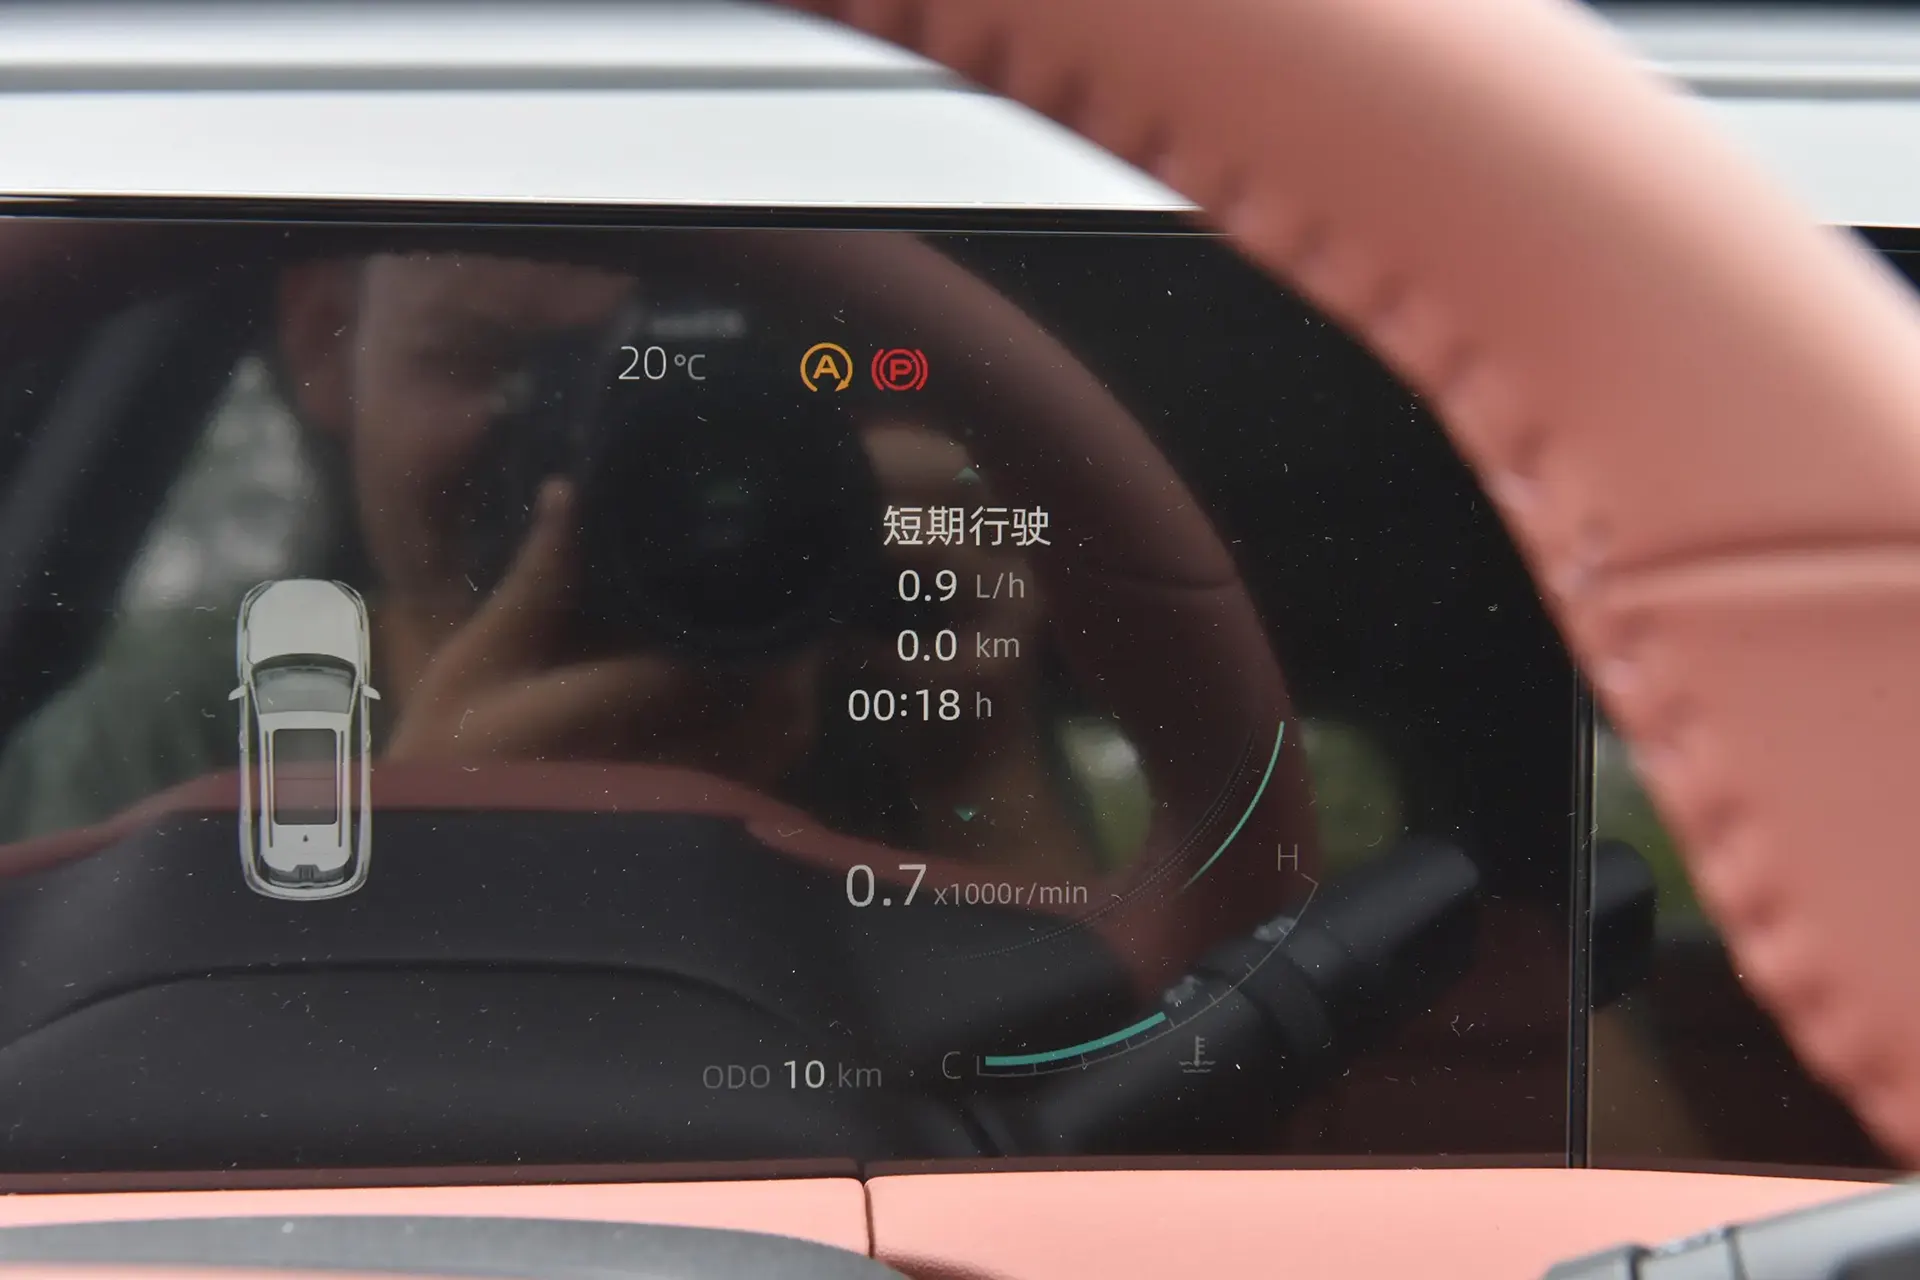 20℃ A P
短期行驶
0.9 L/h
0.0 km
00:18 h
0.7 x1000r/min
H
ODO 10 km
C